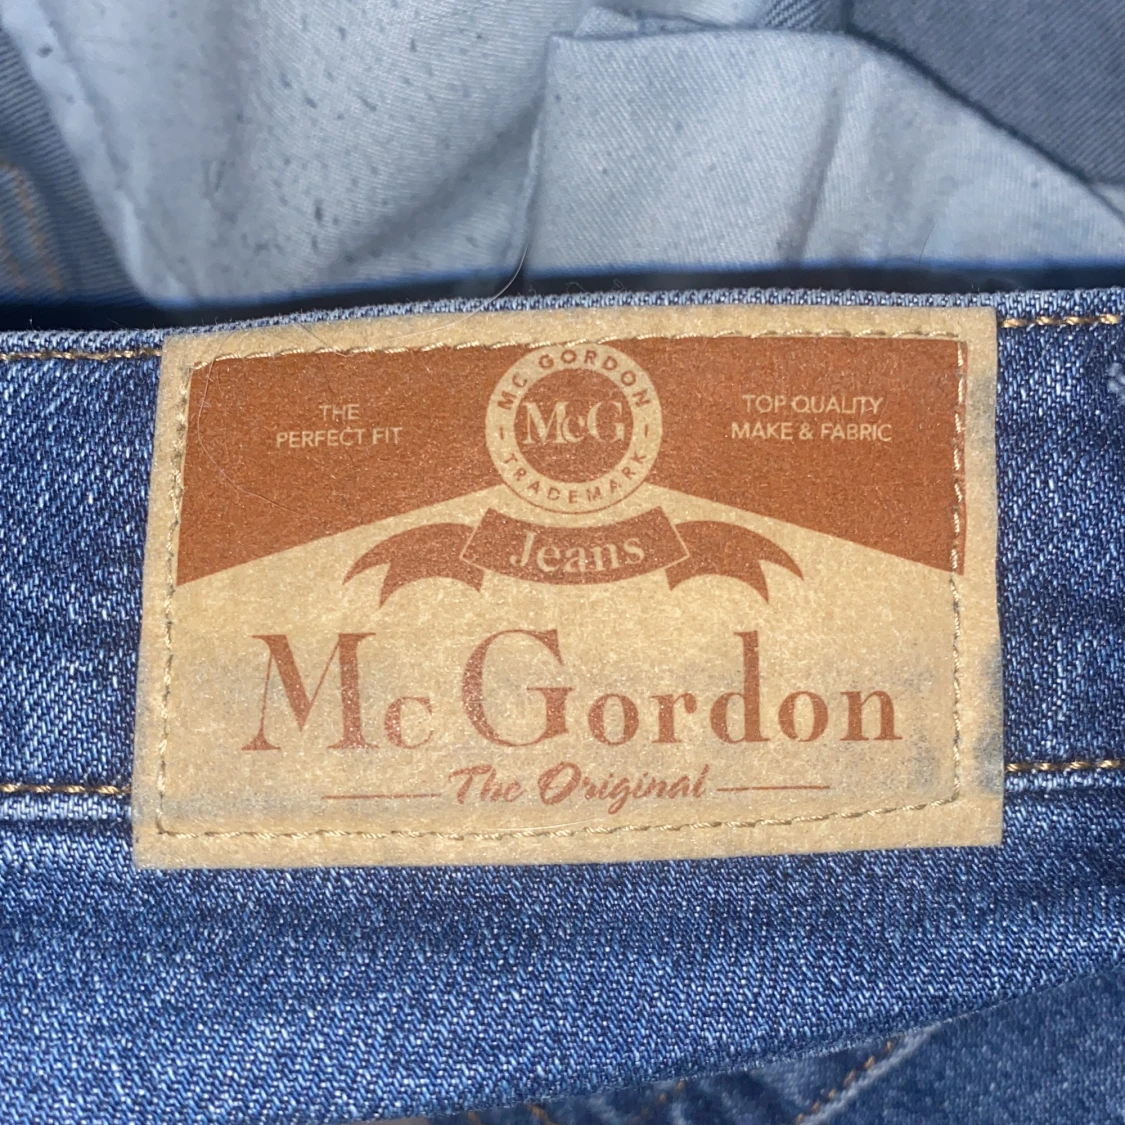 MC GORDON
McG
TRADEMARK
THE
PERFECT FIT
TOP QUALITY
MAKE & FABRIC
Jeans
Mc Gordon
The Original